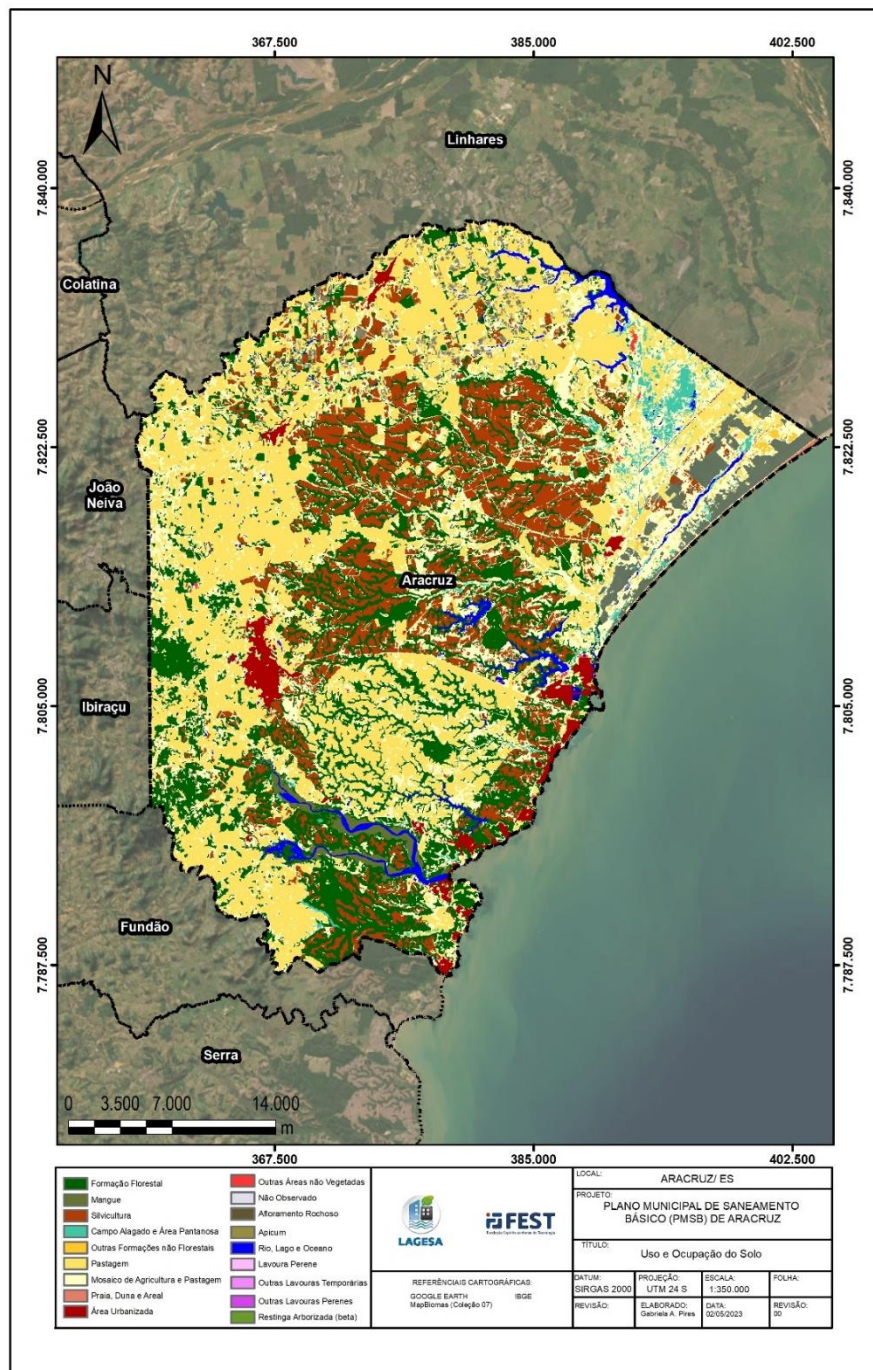 367.500 385.000 402.500
N
Linhares
7.840.000 7.840.000
Colatina
7.822.500 7.822.500
João
Neiva
Aracruz
Ibiraçu
7.805.000 7.805.000
Fundão
7.787.500 7.787.500
Serra
0 3.500 7.000 14.000
m
367.500 385.000 402.500
Formação Florestal
Mangue
Silvicultura
Campo Alagado e Área Pantanosa
Outras Formações não Florestais
Pastagem
Mosaico de Agricultura e Pastagem
Praia, Duna e Areal
Área Urbanizada
Outras Áreas não Vegetadas
Não Observado
Afloramento Rochoso
Apicum
Rio, Lago e Oceano
Lavoura Perene
Outras Lavouras Temporárias
Outras Lavouras Perenes
Restinga Arborizada (beta)
LAGESA
FEST
REFERÊNCIAIS CARTOGRÁFICAS:
GOOGLE EARTH IBGE
MapBiomas (Coleção 07)
LOCAL:
ARACRUZ/ ES
PROJETO:
PLANO MUNICIPAL DE SANEAMENTO
BÁSICO (PMSB) DE ARACRUZ
TÍTULO:
Uso e Ocupação do Solo
DATUM: PROJEÇÃO: ESCALA: FOLHA:
SIRGAS 2000 UTM 24 S 1:350.000
REVISÃO: ELABORADO: DATA: REVISÃO:
Gabriela A. Pires 02/05/2023 00